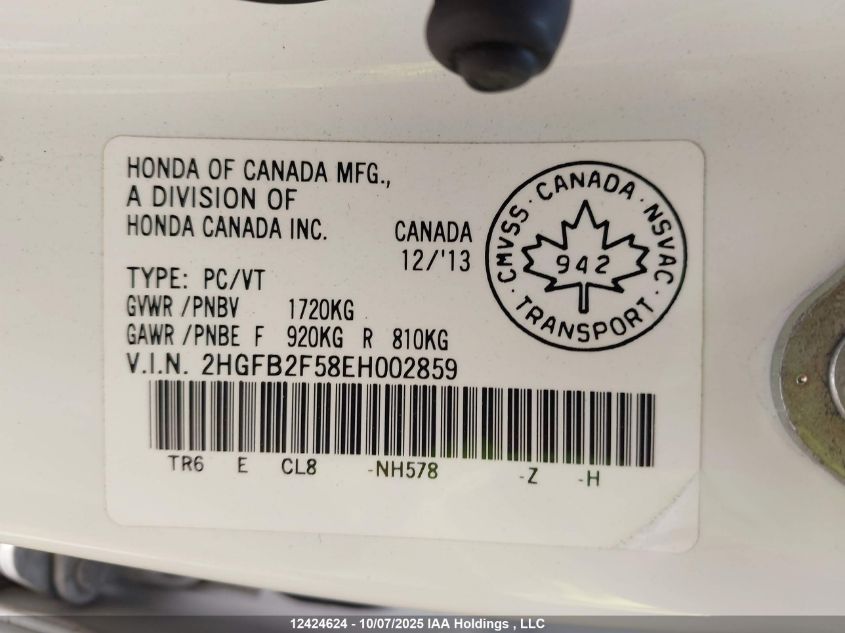 HONDA OF CANADA MFG.,
A DIVISION OF
HONDA CANADA INC.
CANADA
12/'13
TYPE: PC/VT
GVWR /PNBV 1720KG
GAWR /PNBE F 920KG R 810KG
V.I.N. 2HGFB2F58EH002859
TR6 E CL8 -NH578 -Z -H
CMVSS · CANADA · NSVAC
· TRANSPORT ·
942
12424624 - 10/07/2025 IAA Holdings , LLC